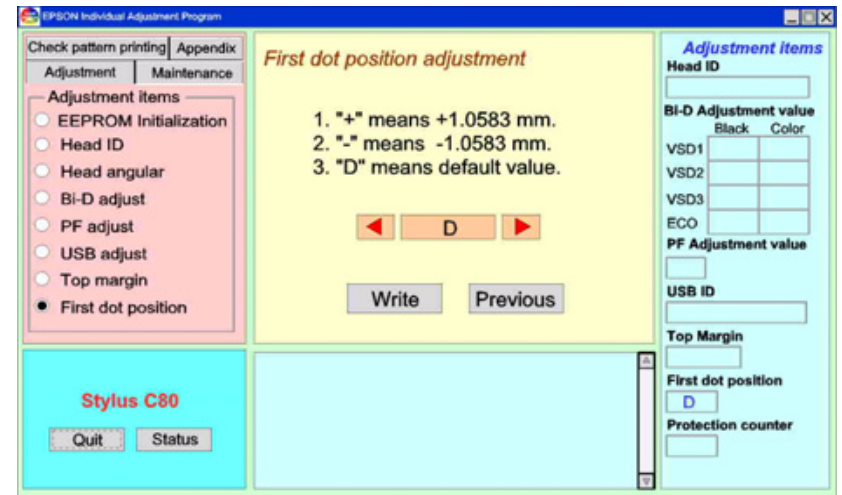 EPSON Individual Adjustment Program
Check pattern printing Appendix
Adjustment Maintenance
Adjustment items
EEPROM Initialization
Head ID
Head angular
Bi-D adjust
PF adjust
USB adjust
Top margin
First dot position
First dot position adjustment
1. "+" means +1.0583 mm.
2. "-" means -1.0583 mm.
3. "D" means default value.
D
Write Previous
Stylus C80
Quit Status
Adjustment items
Head ID
Bi-D Adjustment value
Black Color
VSD1
VSD2
VSD3
ECO
PF Adjustment value
USB ID
Top Margin
First dot position
D
Protection counter